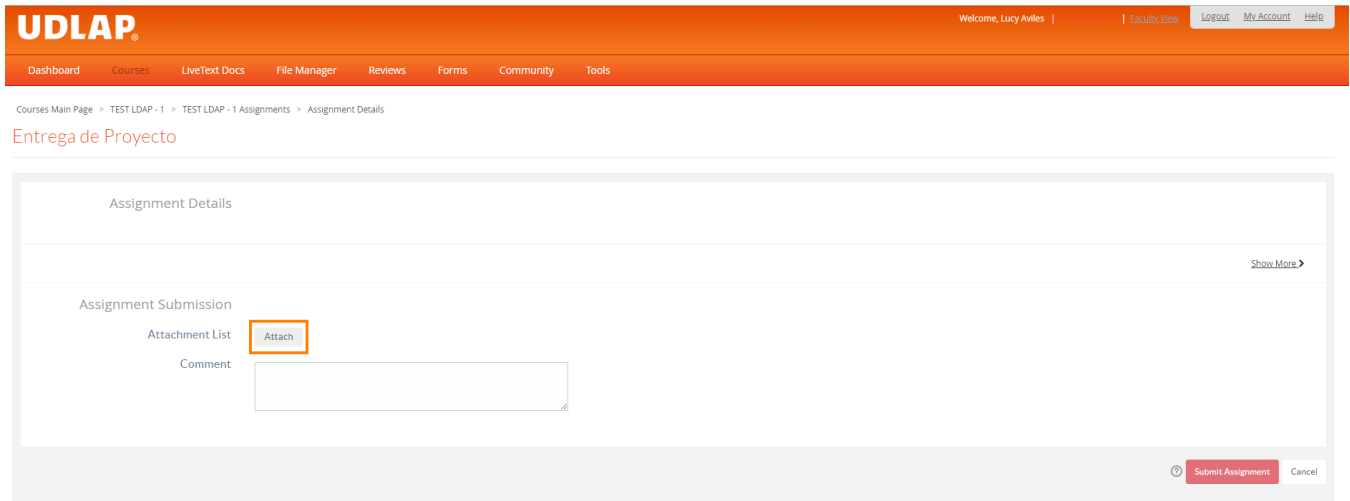 UDLAP®
Welcome, Lucy Aviles | | Faculty View Logout My Account Help
Dashboard Courses LiveText Docs File Manager Reviews Forms Community Tools
Courses Main Page > TEST LDAP - 1 > TEST LDAP - 1 Assignments > Assignment Details
Entrega de Proyecto
Assignment Details
Show More
Assignment Submission
Attachment List Attach
Comment
? Submit Assignment Cancel